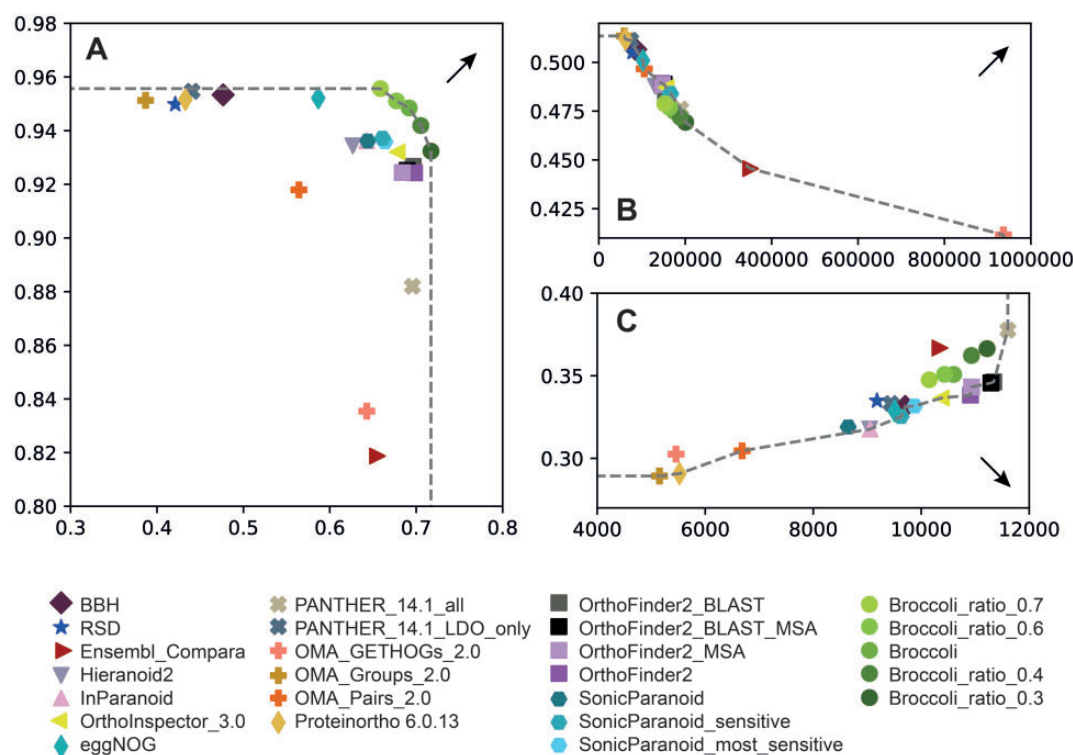 A
0.98
0.96
0.94
0.92
0.90
0.88
0.86
0.84
0.82
0.80
0.3 0.4 0.5 0.6 0.7 0.8
B
0.500
0.475
0.450
0.425
0 200000 400000 600000 800000 1000000
C
0.40
0.35
0.30
4000 6000 8000 10000 12000
BBH
RSD
Ensembl_Compara
Hieranoid2
InParanoid
OrthoInspector_3.0
eggNOG
PANTHER_14.1_all
PANTHER_14.1_LDO_only
OMA_GETHOGs_2.0
OMA_Groups_2.0
OMA_Pairs_2.0
Proteinortho 6.0.13
OrthoFinder2_BLAST
OrthoFinder2_BLAST_MSA
OrthoFinder2_MSA
OrthoFinder2
SonicParanoid
SonicParanoid_sensitive
SonicParanoid_most_sensitive
Broccoli_ratio_0.7
Broccoli_ratio_0.6
Broccoli
Broccoli_ratio_0.4
Broccoli_ratio_0.3